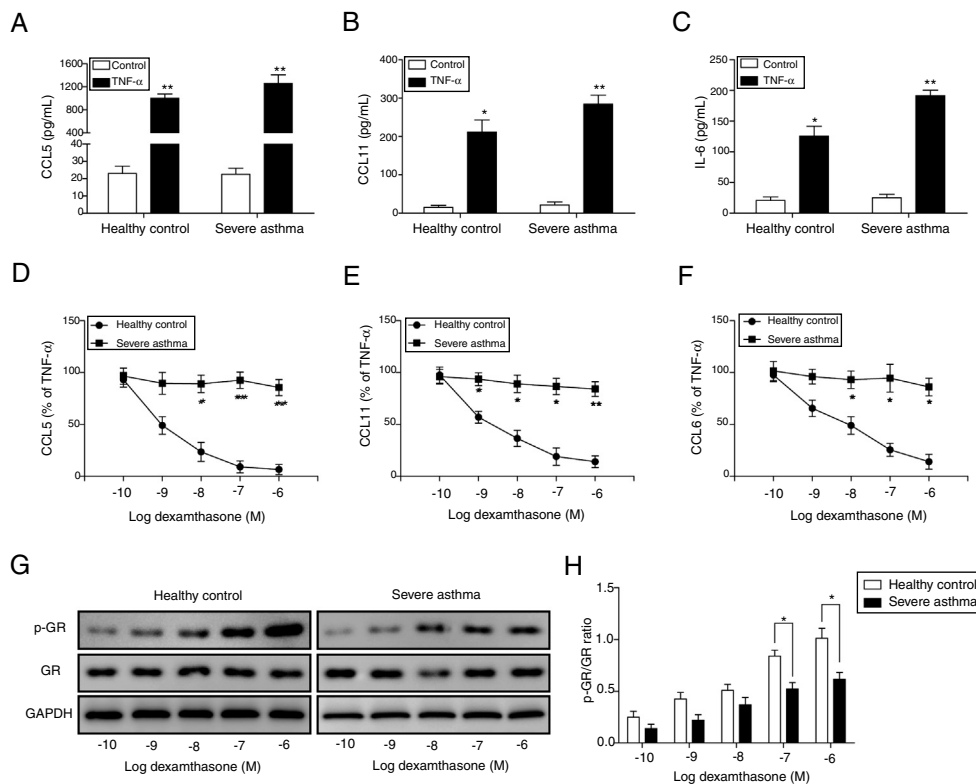 A
Control
TNF-α
CCL5 (pg/mL)
1600
1200
800
400
40
30
20
10
0
**
**
Healthy control Severe asthma
B
Control
TNF-α
CCL11 (pg/mL)
400
300
200
100
0
*
**
Healthy control Severe asthma
C
Control
TNF-α
IL-6 (pg/mL)
250
200
150
100
50
0
*
**
Healthy control Severe asthma
D
Healthy control
Severe asthma
CCL5 (% of TNF-α)
150
100
50
0
* ** **
-10 -9 -8 -7 -6
Log dexamthasone (M)
E
Healthy control
Severe asthma
CCL11 (% of TNF-α)
150
100
50
0
* * * **
-10 -9 -8 -7 -6
Log dexamthasone (M)
F
Healthy control
Severe asthma
CCL6 (% of TNF-α)
150
100
50
0
* * *
-10 -9 -8 -7 -6
Log dexamthasone (M)
G
Healthy control Severe asthma
p-GR
GR
GAPDH
-10 -9 -8 -7 -6 -10 -9 -8 -7 -6
Log dexamthasone (M) Log dexamthasone (M)
H
Healthy control
Severe asthma
p-GR/GR ratio
1.5
1.0
0.5
0.0
*
*
-10 -9 -8 -7 -6
Log dexamthasone (M)